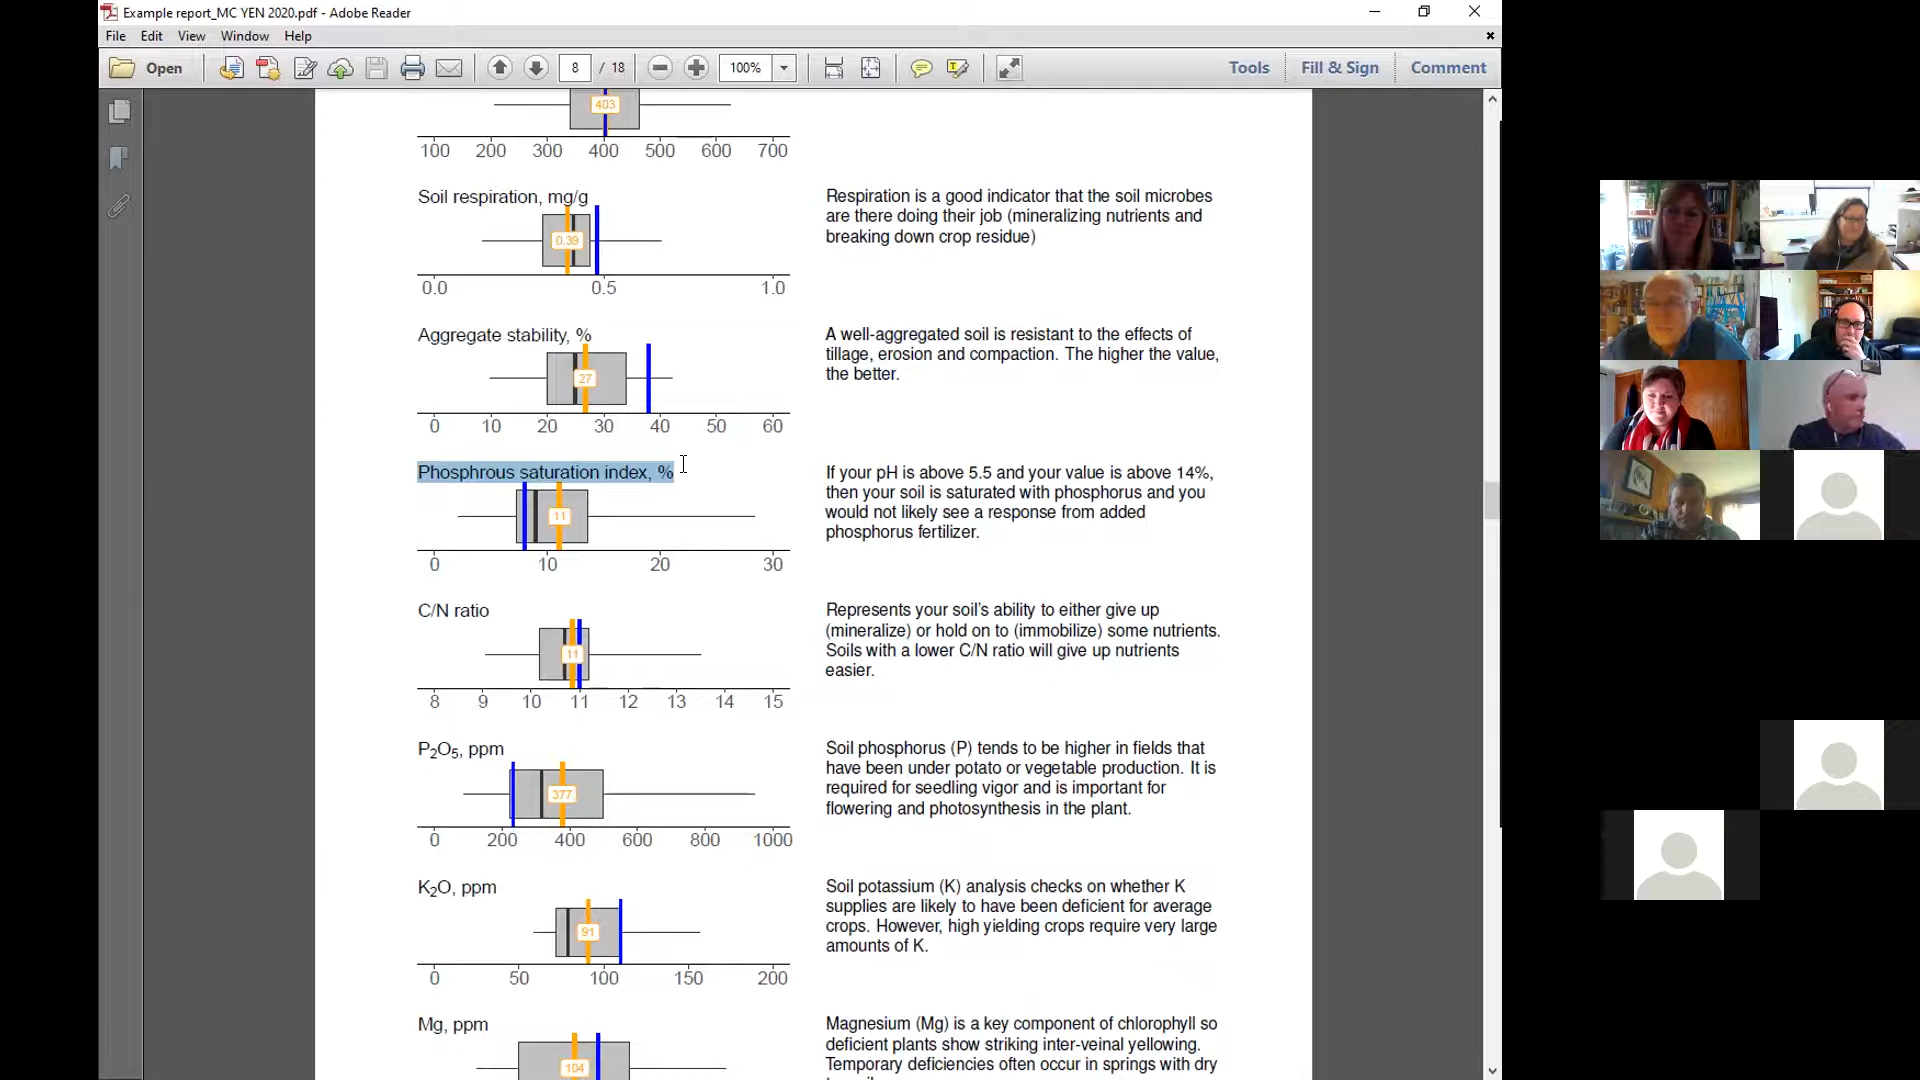 Example report_MC YEN 2020.pdf - Adobe Reader
File Edit View Window Help
Open 8 / 18 100% Tools Fill & Sign Comment
403
100 200 300 400 500 600 700
Soil respiration, mg/g
0.39
0.0 0.5 1.0
Respiration is a good indicator that the soil microbes
are there doing their job (mineralizing nutrients and
breaking down crop residue)
Aggregate stability, %
27
0 10 20 30 40 50 60
A well-aggregated soil is resistant to the effects of
tillage, erosion and compaction. The higher the value,
the better.
Phosphrous saturation index, %
11
0 10 20 30
If your pH is above 5.5 and your value is above 14%,
then your soil is saturated with phosphorus and you
would not likely see a response from added
phosphorus fertilizer.
C/N ratio
11
8 9 10 11 12 13 14 15
Represents your soil's ability to either give up
(mineralize) or hold on to (immobilize) some nutrients.
Soils with a lower C/N ratio will give up nutrients
easier.
P2O5, ppm
377
0 200 400 600 800 1000
Soil phosphorus (P) tends to be higher in fields that
have been under potato or vegetable production. It is
required for seedling vigor and is important for
flowering and photosynthesis in the plant.
K2O, ppm
91
0 50 100 150 200
Soil potassium (K) analysis checks on whether K
supplies are likely to have been deficient for average
crops. However, high yielding crops require very large
amounts of K.
Mg, ppm
104
Magnesium (Mg) is a key component of chlorophyll so
deficient plants show striking inter-veinal yellowing.
Temporary deficiencies often occur in springs with dry